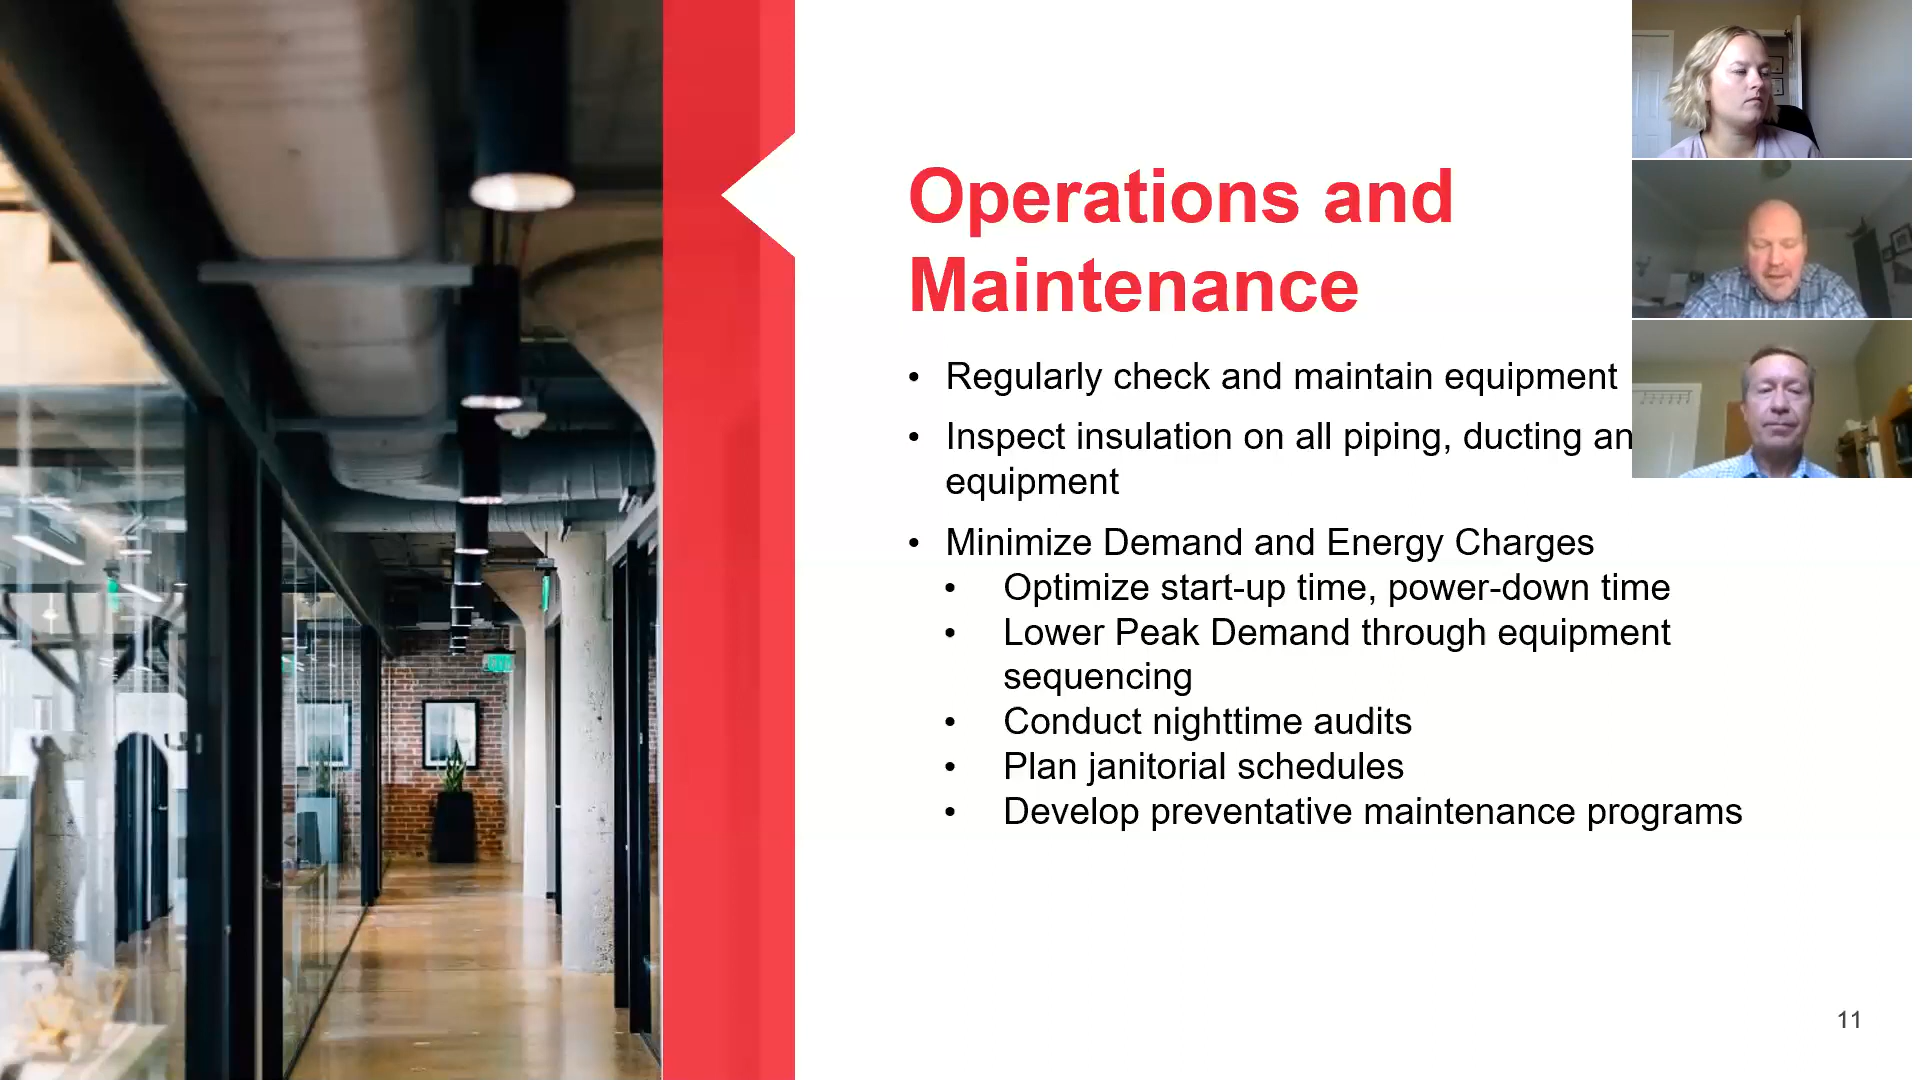 Operations and
Maintenance
• Regularly check and maintain equipment
• Inspect insulation on all piping, ducting an
equipment
• Minimize Demand and Energy Charges
• Optimize start-up time, power-down time
• Lower Peak Demand through equipment
sequencing
• Conduct nighttime audits
• Plan janitorial schedules
• Develop preventative maintenance programs
11